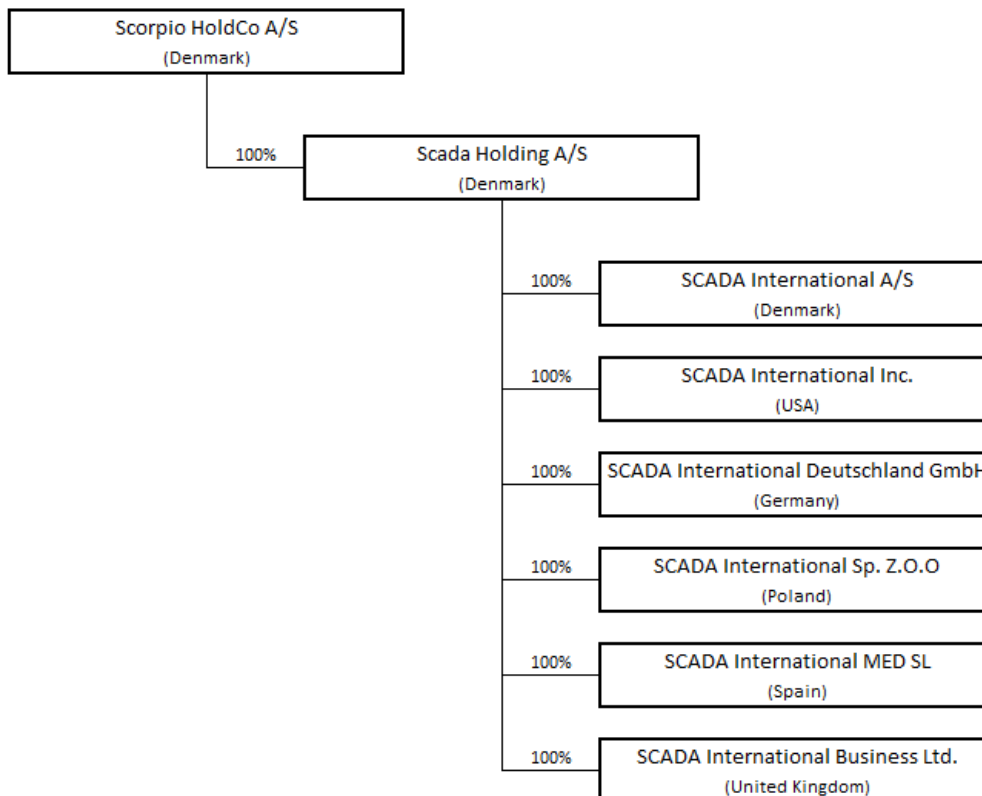 Scorpio HoldCo A/S
(Denmark)
100%
Scada Holding A/S
(Denmark)
100%
SCADA International A/S
(Denmark)
100%
SCADA International Inc.
(USA)
100%
SCADA International Deutschland GmbH
(Germany)
100%
SCADA International Sp. Z.O.O
(Poland)
100%
SCADA International MED SL
(Spain)
100%
SCADA International Business Ltd.
(United Kingdom)